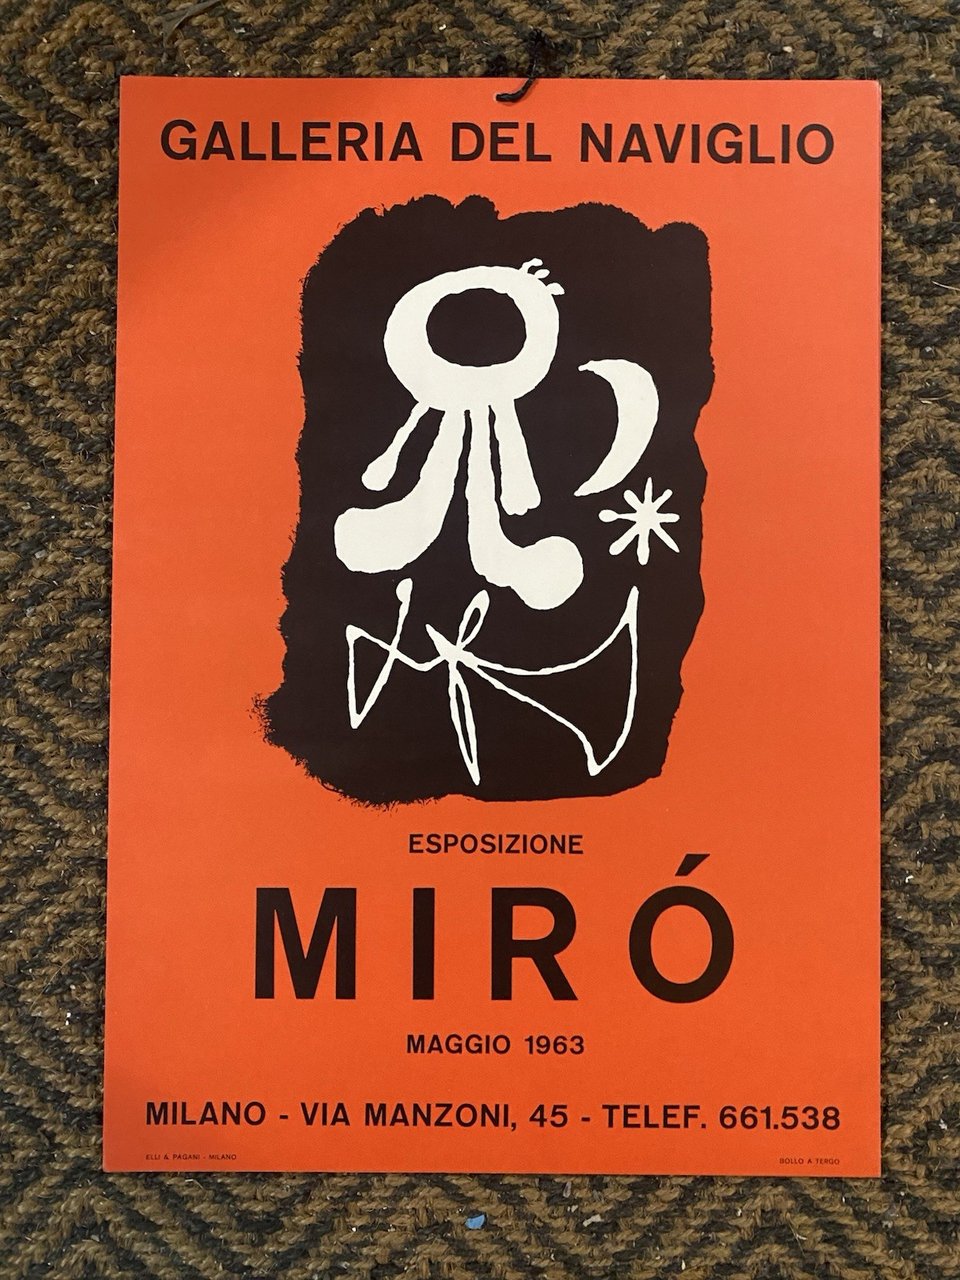 GALLERIA DEL NAVIGLIO
ESPOSIZIONE
MIRÓ
MAGGIO 1963
MILANO - VIA MANZONI, 45 - TELEF. 661.538
ELLI & PAGANI - MILANO
BOLLO A TERGO